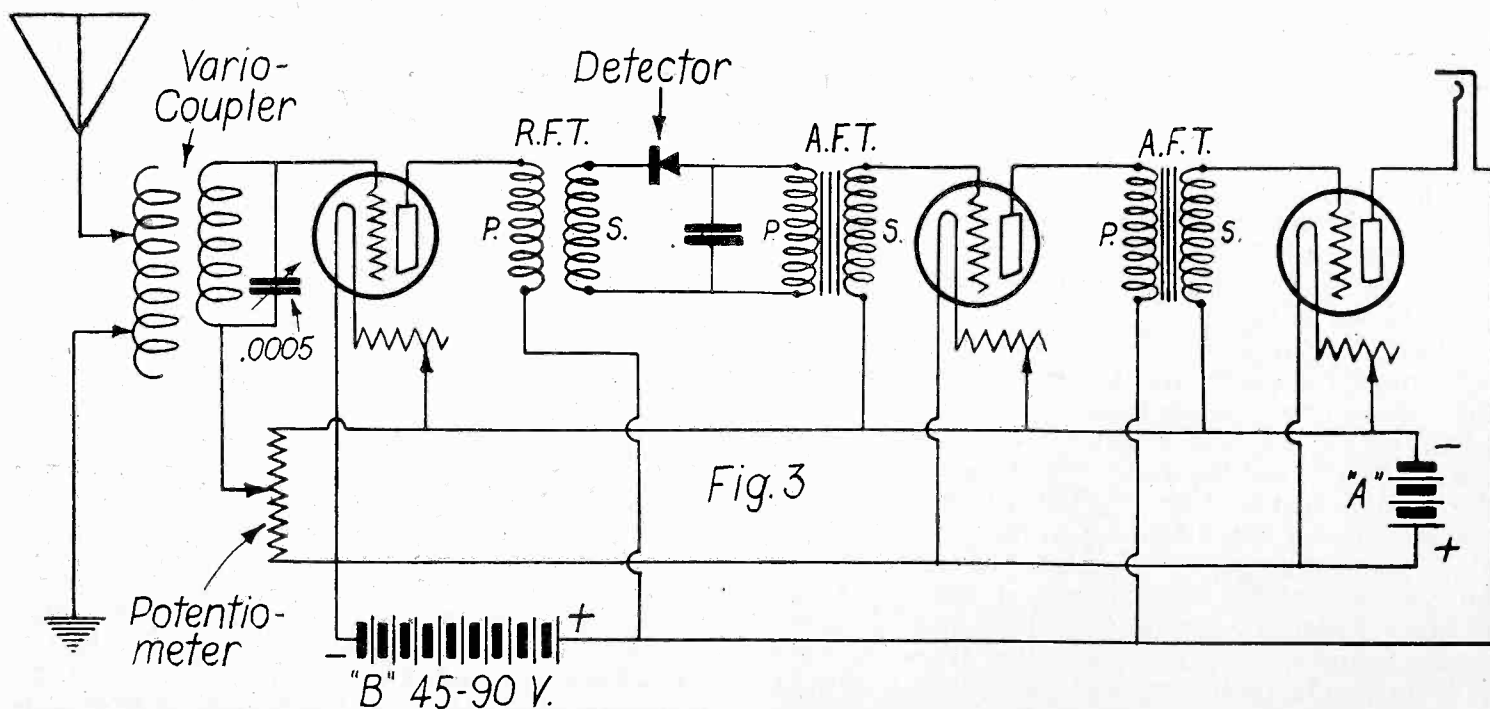 Vario-
Coupler
Detector
R.F.T.
A.F.T.
A.F.T.
P.
S.
P.
S.
P.
S.
.0005
Fig. 3
"A"
-
+
Potentio-
meter
-
+
"B" 45-90 V.